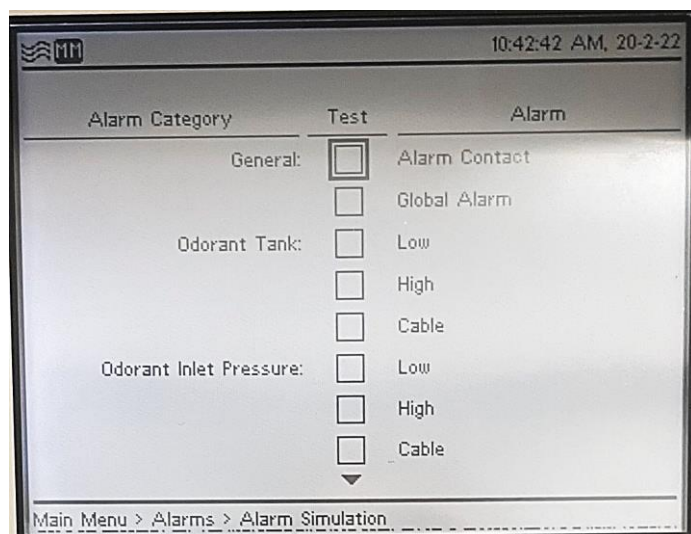 MM 10:42:42 AM, 20-2-22
Alarm Category Test Alarm
General: Alarm Contact
Global Alarm
Odorant Tank: Low
High
Cable
Odorant Inlet Pressure: Low
High
Cable
Main Menu > Alarms > Alarm Simulation